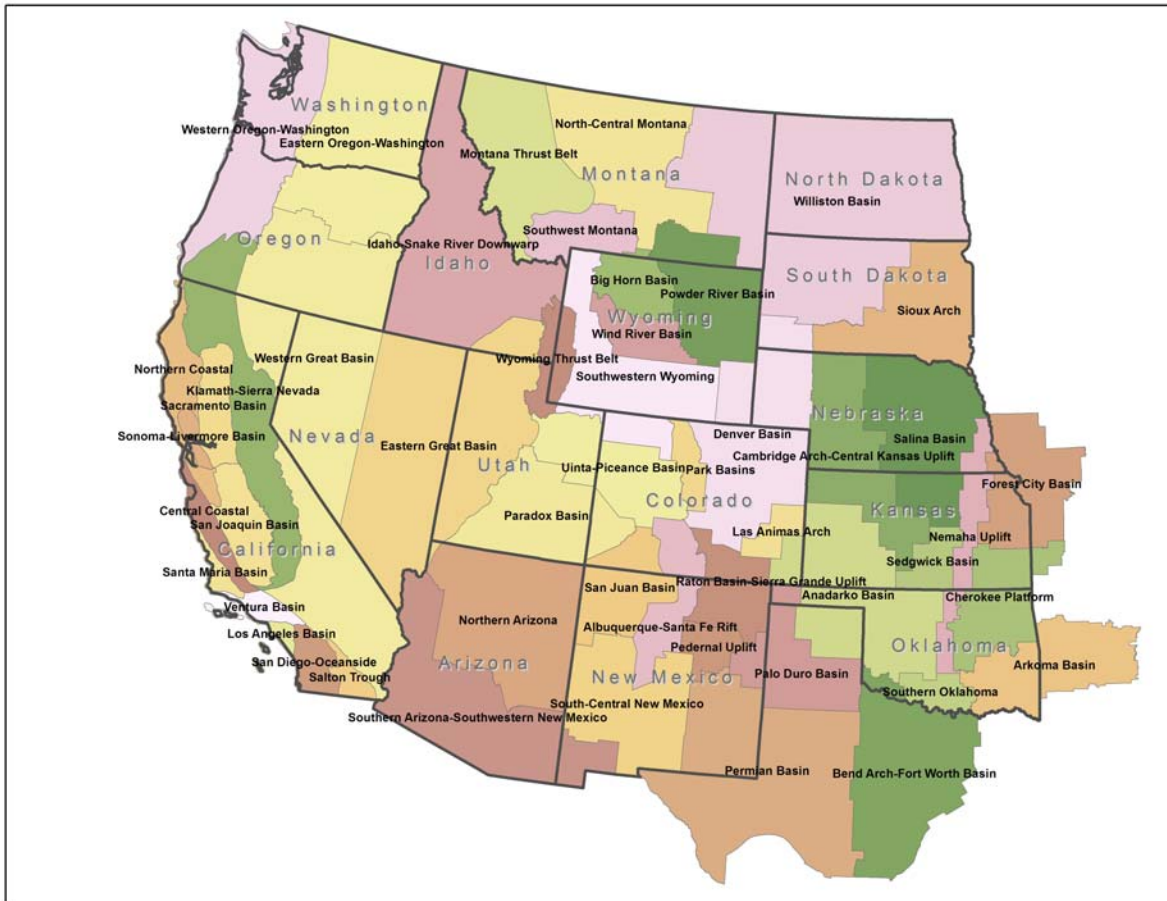 Washington
Western Oregon-Washington
Eastern Oregon-Washington
North-Central Montana
Montana Thrust Belt
Montana
North Dakota
Williston Basin
Southwest Montana
Oregon
Idaho-Snake River Downwarp
Idaho
South Dakota
Big Horn Basin
Powder River Basin
Sioux Arch
Wyoming
Wind River Basin
Western Great Basin
Wyoming Thrust Belt
Northern Coastal
Southwestern Wyoming
Klamath-Sierra Nevada
Sacramento Basin
Nebraska
Sonoma-Livermore Basin
Nevada
Denver Basin
Salina Basin
Eastern Great Basin
Cambridge Arch-Central Kansas Uplift
Utah
Uinta-Piceance Basin
Park Basins
Forest City Basin
Colorado
Central Coastal
Paradox Basin
Kansas
San Joaquin Basin
Las Animas Arch
Nemaha Uplift
California
Sedgwick Basin
Santa Maria Basin
Raton Basin-Sierra Grande Uplift
San Juan Basin
Anadarko Basin
Cherokee Platform
Ventura Basin
Northern Arizona
Albuquerque-Santa Fe Rift
Los Angeles Basin
Pedernal Uplift
Oklahoma
San Diego-Oceanside
Arizona
Arkoma Basin
Salton Trough
New Mexico
Palo Duro Basin
Southern Oklahoma
South-Central New Mexico
Southern Arizona-Southwestern New Mexico
Permian Basin
Bend Arch-Fort Worth Basin